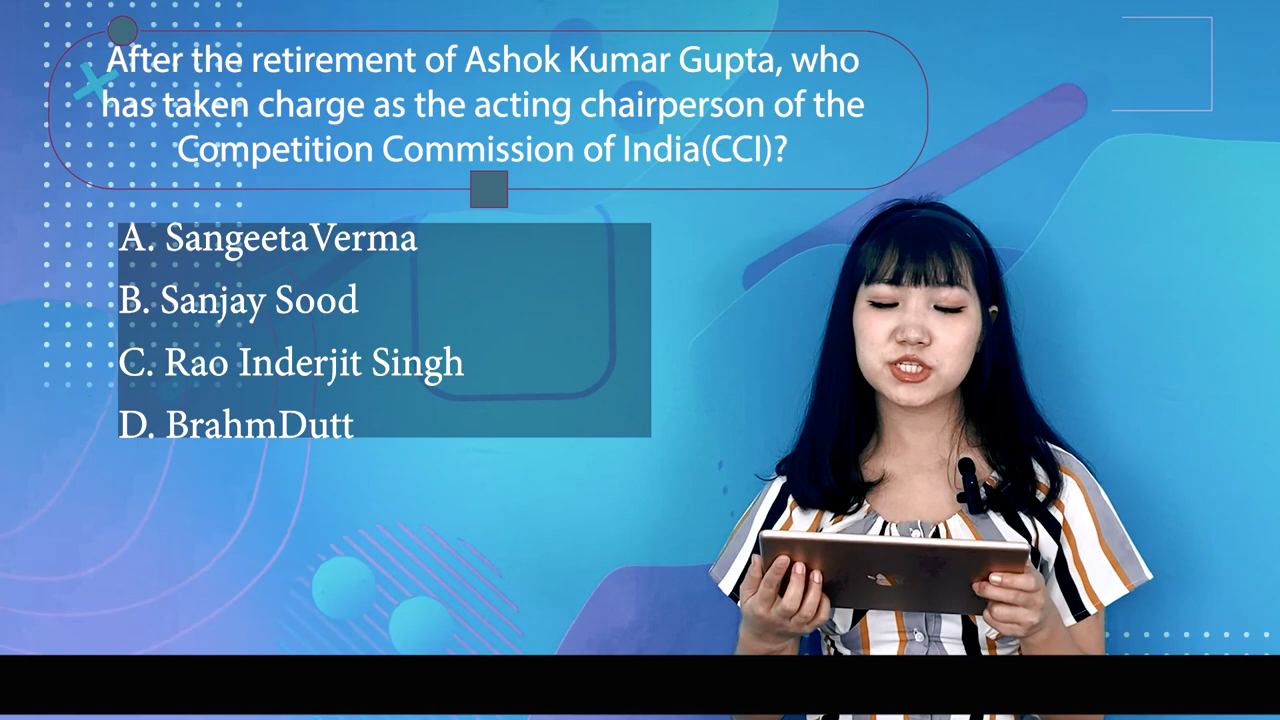 After the retirement of Ashok Kumar Gupta, who
has taken charge as the acting chairperson of the
Competition Commission of India(CCI)?
A. SangeetaVerma
B. Sanjay Sood
C. Rao Inderjit Singh
D. BrahmDutt